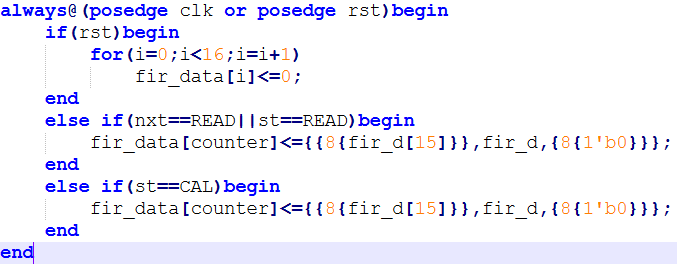 always@(posedge clk or posedge rst)begin
    if(rst)begin
        for(i=0;i<16;i=i+1)
            fir_data[i]<=0;
    end
    else if(nxt==READ||st==READ)begin
        fir_data[counter]<={{8{fir_d[15]}},fir_d,{8{1'b0}}};
    end
    else if(st==CAL)begin
        fir_data[counter]<={{8{fir_d[15]}},fir_d,{8{1'b0}}};
    end
end